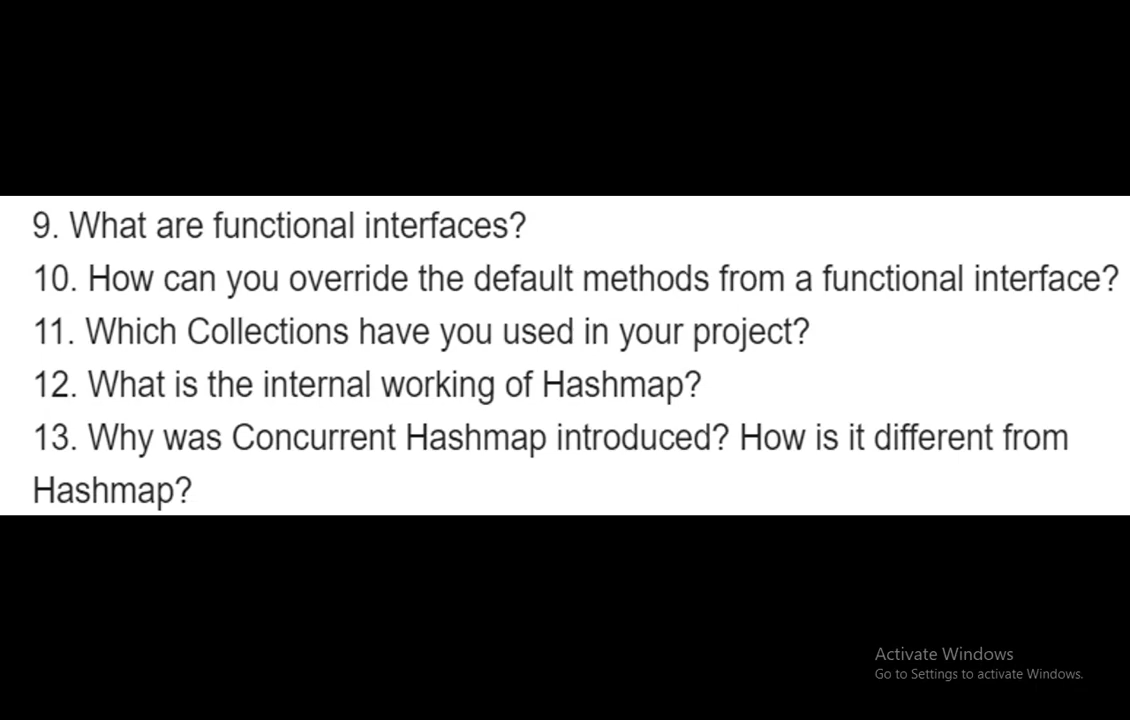 9. What are functional interfaces?
10. How can you override the default methods from a functional interface?
11. Which Collections have you used in your project?
12. What is the internal working of Hashmap?
13. Why was Concurrent Hashmap introduced? How is it different from
Hashmap?
Activate Windows
Go to Settings to activate Windows.